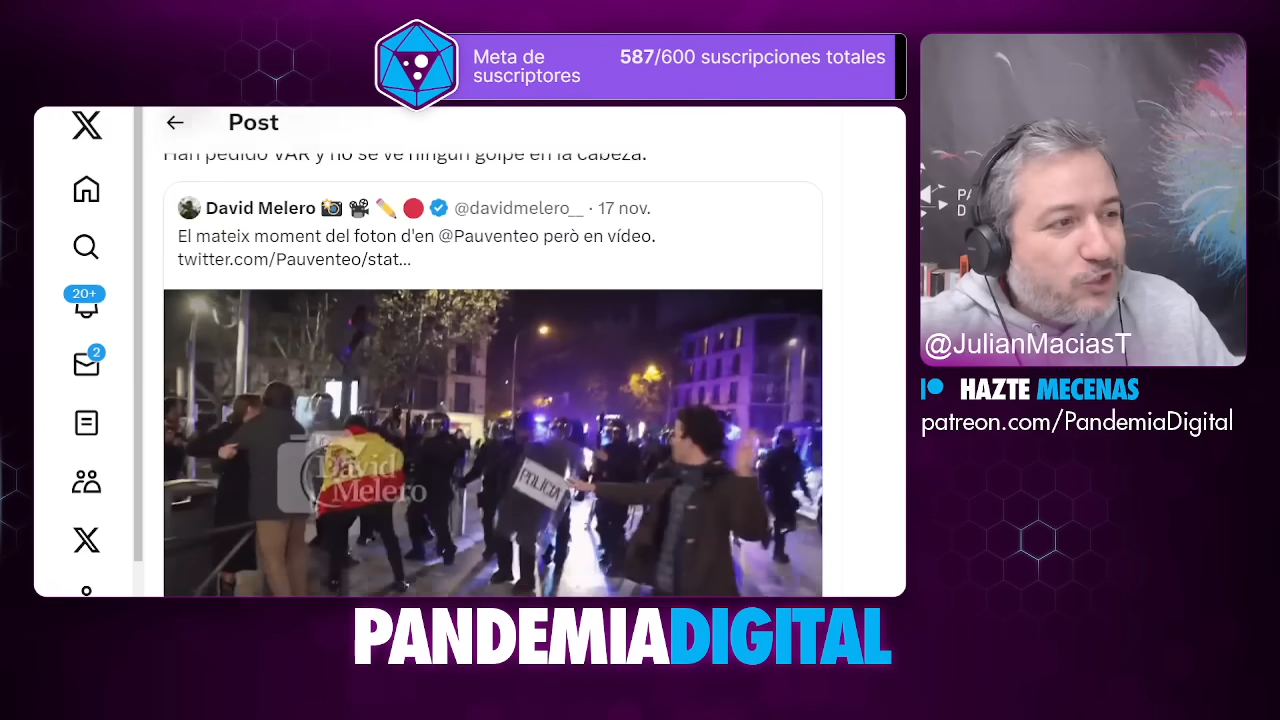 Meta de
suscriptores
587/600 suscripciones totales
Post
Han pedido VAR y no se ve ningún golpe en la cabeza.
David Melero @davidmelero__ · 17 nov.
El mateix moment del foton d'en @Pauventeo però en vídeo.
twitter.com/Pauventeo/stat...
20+
2
David
Melero
POLICIA
PA
D
@JulianMaciasT
HAZTE MECENAS
patreon.com/PandemiaDigital
PANDEMIADIGITAL